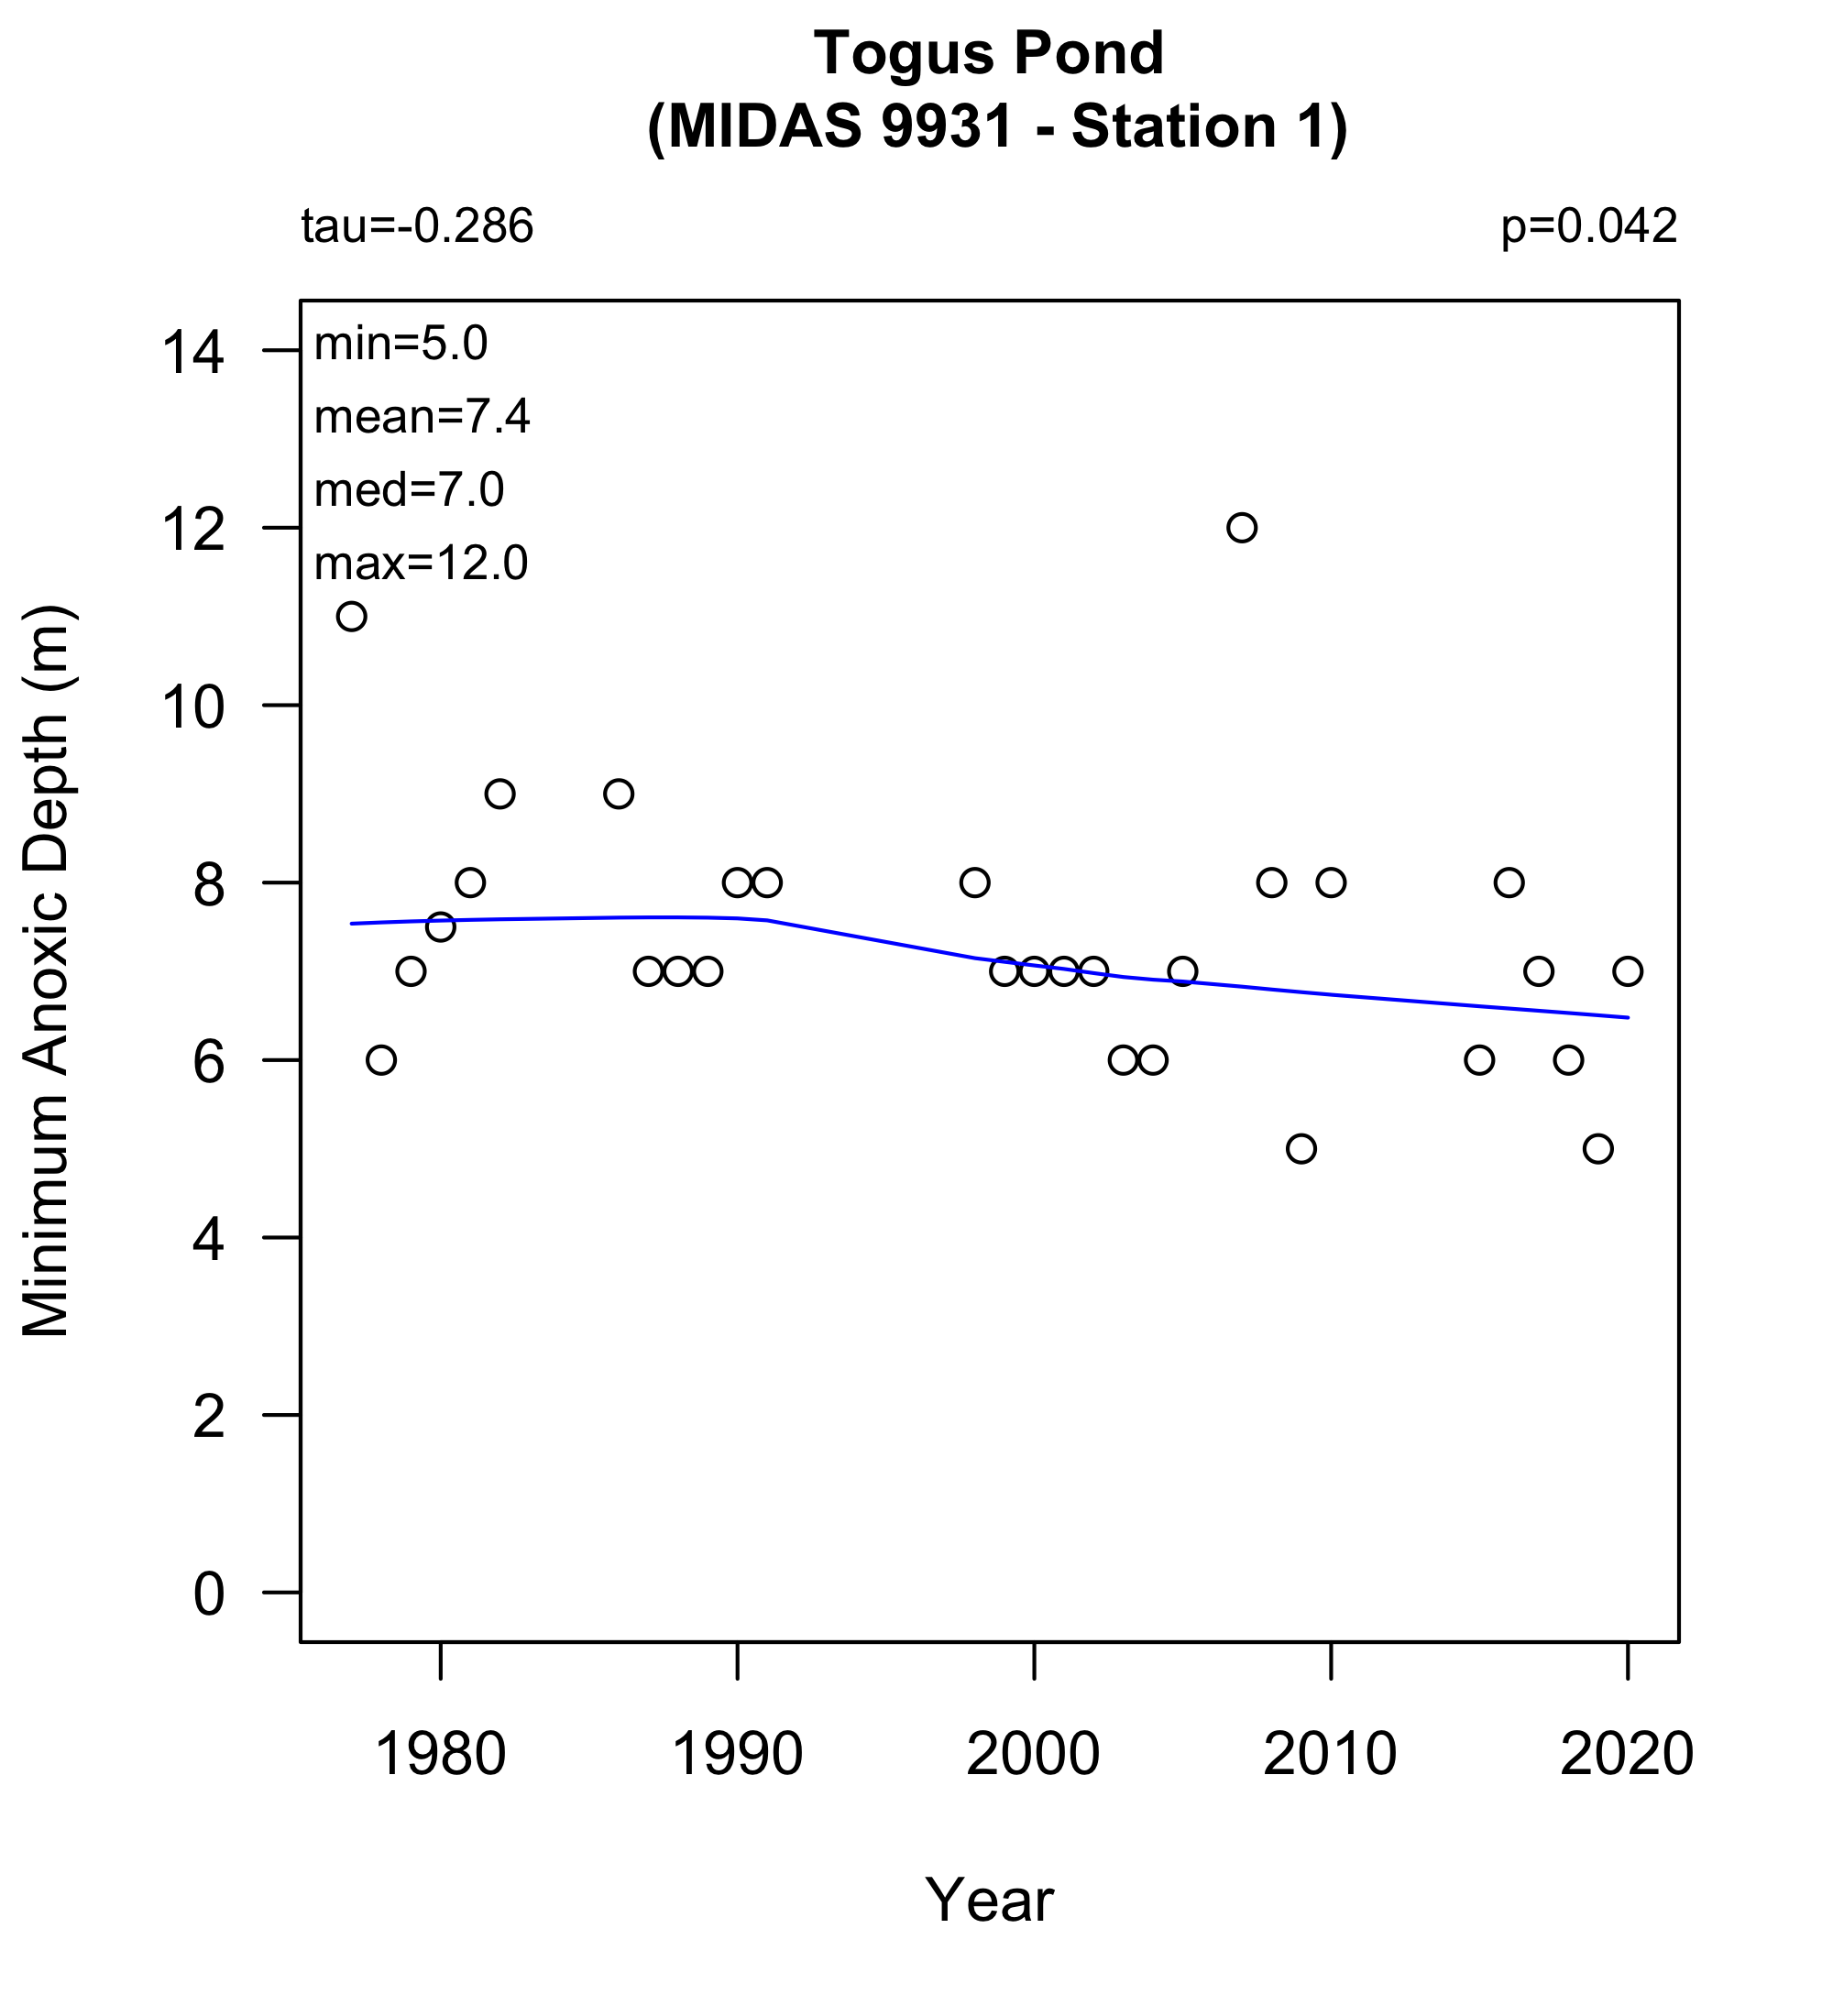 Togus Pond
(MIDAS 9931 - Station 1)
tau=-0.286
p=0.042
min=5.0
mean=7.4
med=7.0
max=12.0
Minimum Anoxic Depth (m)
14
12
10
8
6
4
2
0
1980 1990 2000 2010 2020
Year